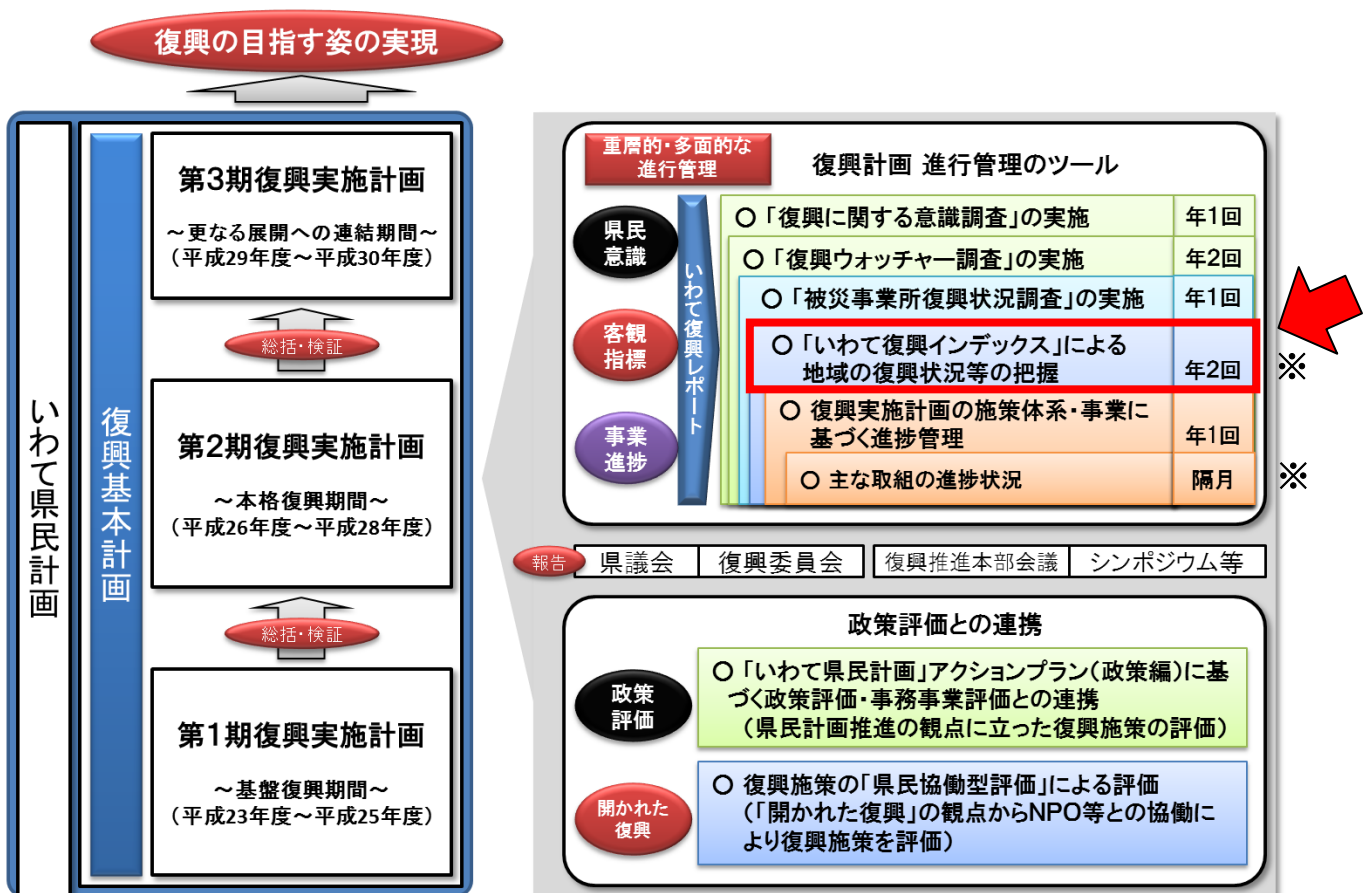 復興の目指す姿の実現
いわて県民計画
復興基本計画
第3期復興実施計画
～更なる展開への連結期間～
（平成29年度～平成30年度）
総括・検証
第2期復興実施計画
～本格復興期間～
（平成26年度～平成28年度）
総括・検証
第1期復興実施計画
～基盤復興期間～
（平成23年度～平成25年度）
重層的・多面的な
進行管理
復興計画 進行管理のツール
県民
意識
客観
指標
事業
進捗
いわて復興レポート
○「復興に関する意識調査」の実施 年1回
○「復興ウォッチャー調査」の実施 年2回
○「被災事業所復興状況調査」の実施 年1回
○「いわて復興インデックス」による
地域の復興状況等の把握 年2回 ※
○ 復興実施計画の施策体系・事業に
基づく進捗管理 年1回
○ 主な取組の進捗状況 隔月 ※
報告 県議会 復興委員会 復興推進本部会議 シンポジウム等
政策評価との連携
政策
評価
○「いわて県民計画」アクションプラン（政策編）に基
づく政策評価・事務事業評価との連携
（県民計画推進の観点に立った復興施策の評価）
開かれた
復興
○ 復興施策の「県民協働型評価」による評価
（「開かれた復興」の観点からNPO等との協働に
より復興施策を評価）